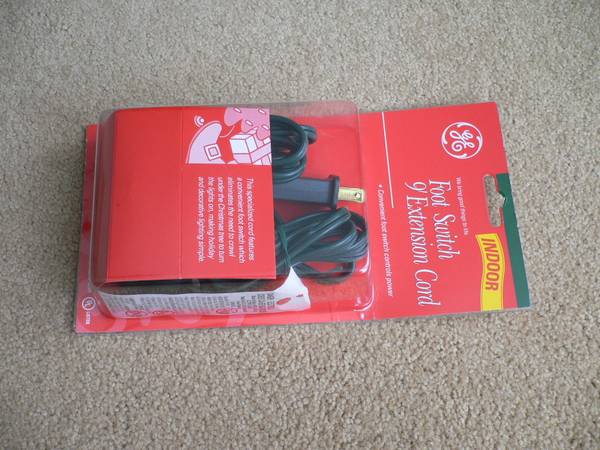 GE
We bring good things to life.
INDOOR
Foot Switch
9' Extension Cord
• Convenient foot switch controls power
This specialized cord features
a convenient foot switch which
eliminates the need to crawl
under the Christmas tree to turn
the lights on, making holiday
and decorative lighting simple.
UL